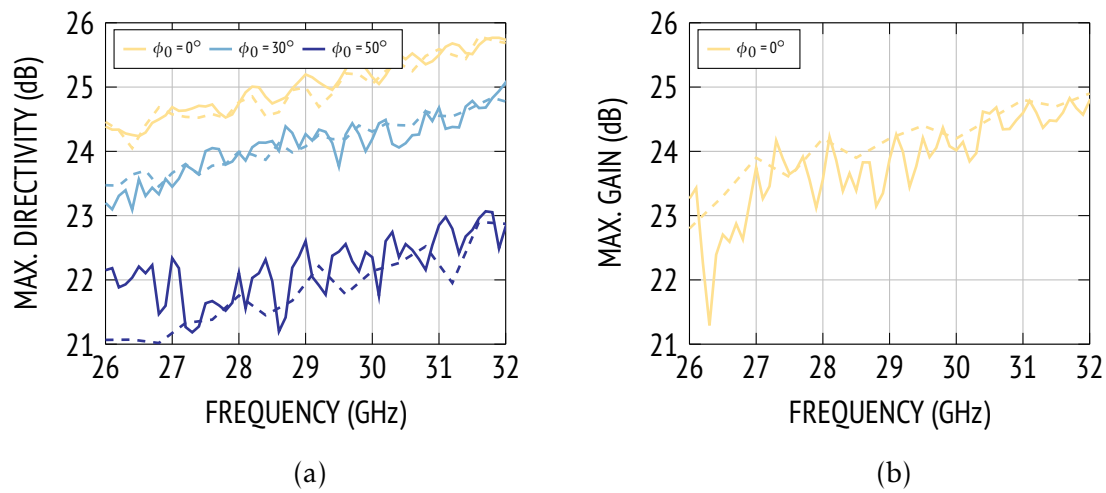 26
25
24
23
22
21
26 27 28 29 30 31 32
MAX. DIRECTIVITY (dB)
FREQUENCY (GHz)
ϕ0 = 0° ϕ0 = 30° ϕ0 = 50°
(a)
26
25
24
23
22
21
26 27 28 29 30 31 32
MAX. GAIN (dB)
FREQUENCY (GHz)
ϕ0 = 0°
(b)